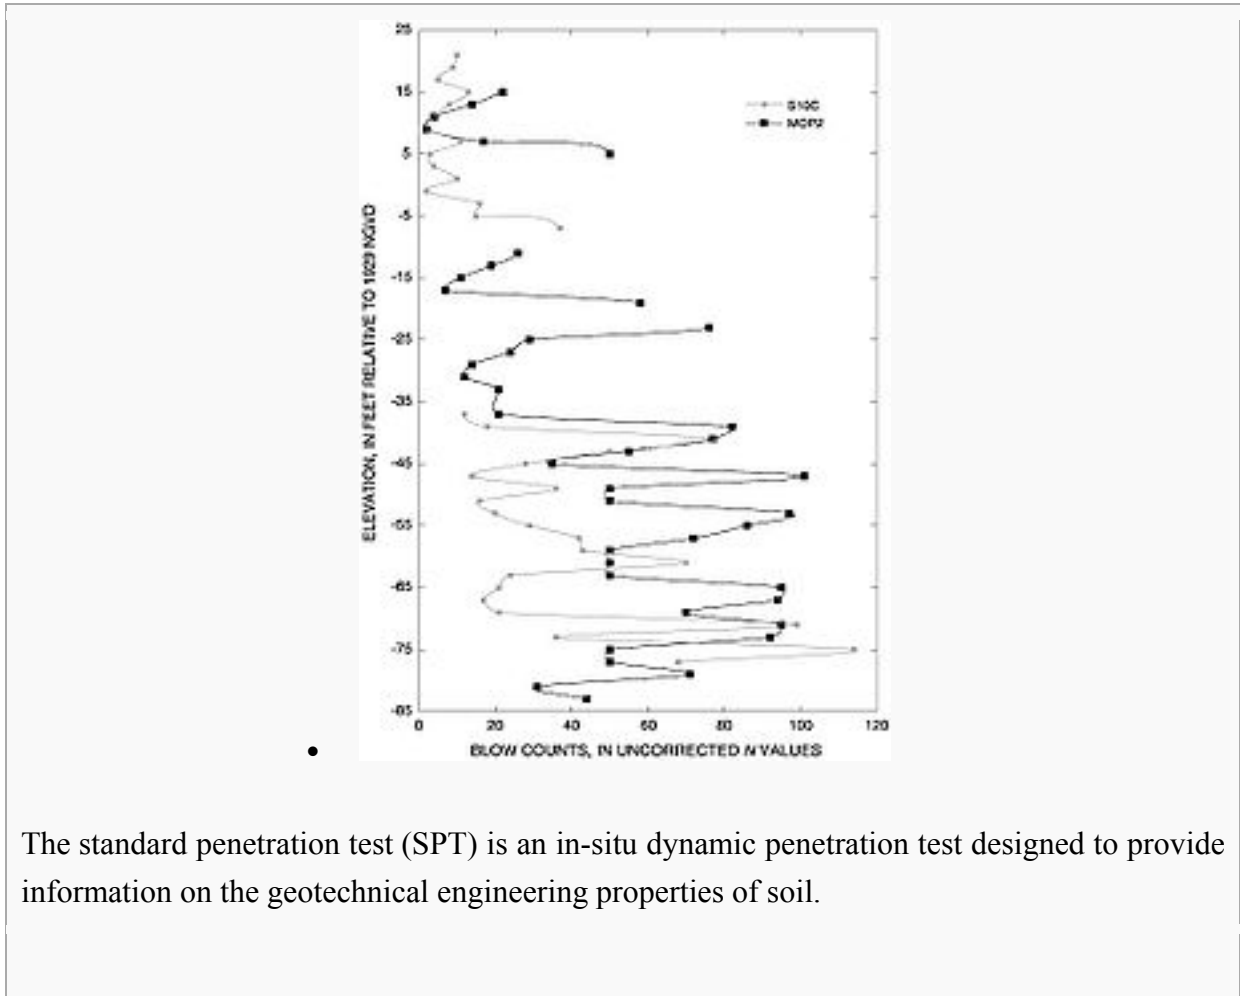 25
15
S10C
MCP2
5
-5
-15
-25
-35
-45
-55
-65
-75
-85
ELEVATION, IN FEET RELATIVE TO 1929 NGVD
0 20 40 60 80 100 120
BLOW COUNTS, IN UNCORRECTED N VALUES
The standard penetration test (SPT) is an in-situ dynamic penetration test designed to provide
information on the geotechnical engineering properties of soil.